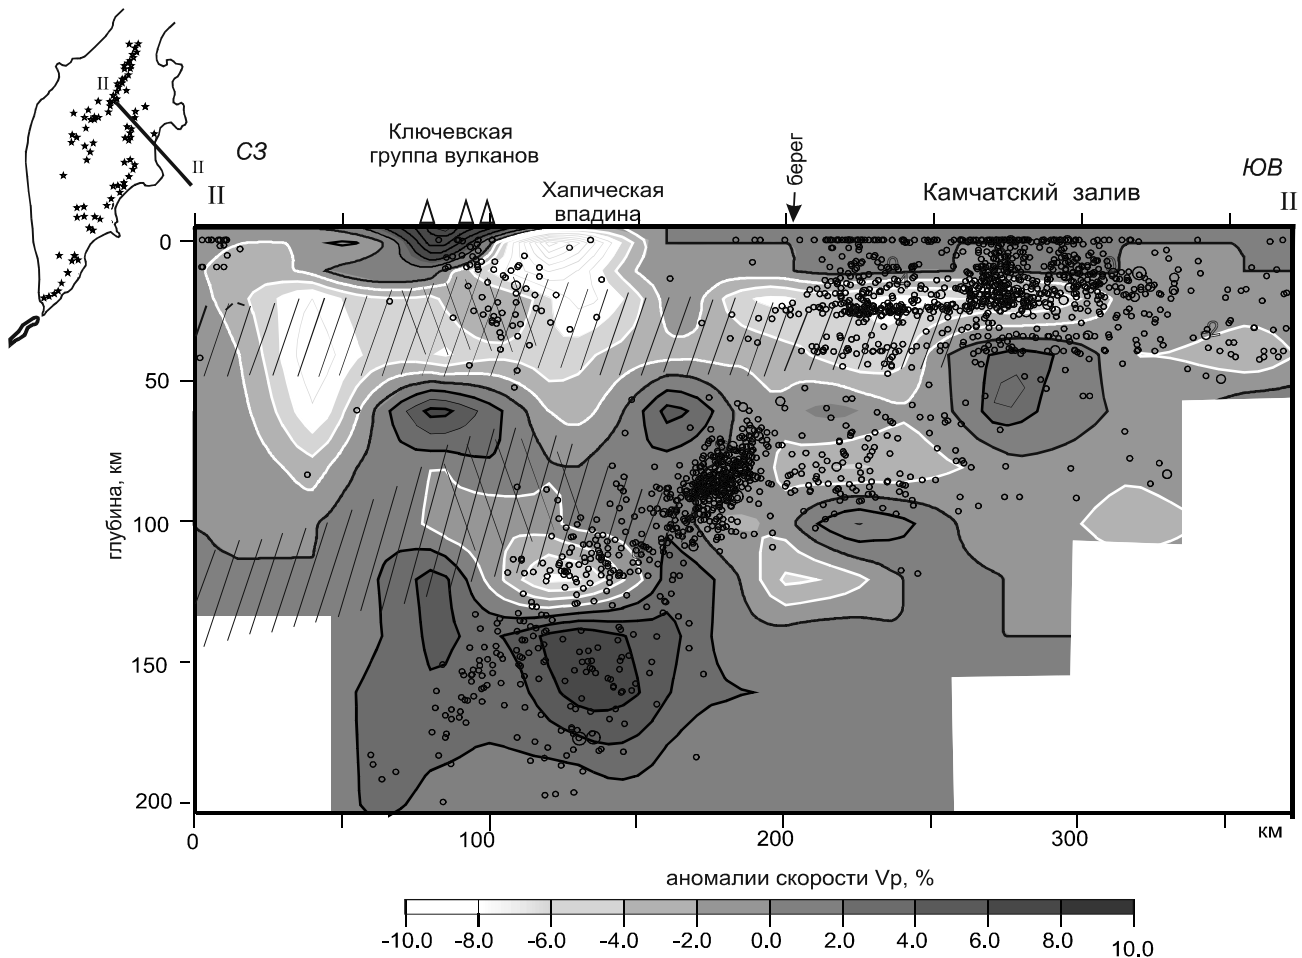 II
II
СЗ
II
Ключевская
группа вулканов
Хапическая
впадина
берег
Камчатский залив
ЮВ
II
0
50
100
150
200
глубина, км
0
100
200
300
км
2
аномалии скорости Vp, %
-10.0 -8.0 -6.0 -4.0 -2.0 0.0 2.0 4.0 6.0 8.0 10.0